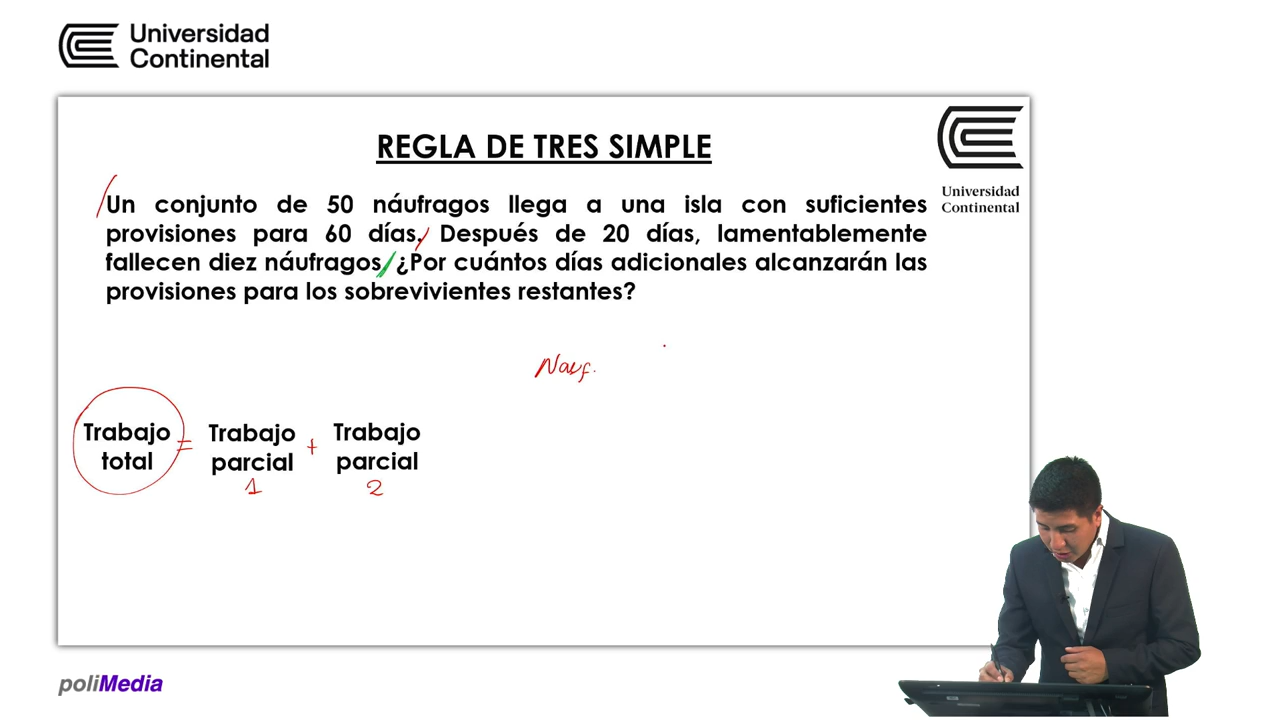 Universidad
Continental
REGLA DE TRES SIMPLE
Universidad
Continental
Un conjunto de 50 náufragos llega a una isla con suficientes
provisiones para 60 días. Después de 20 días, lamentablemente
fallecen diez náufragos. ¿Por cuántos días adicionales alcanzarán las
provisiones para los sobrevivientes restantes?
Nauf.
Trabajo total = Trabajo parcial 1 + Trabajo parcial 2
poliMedia